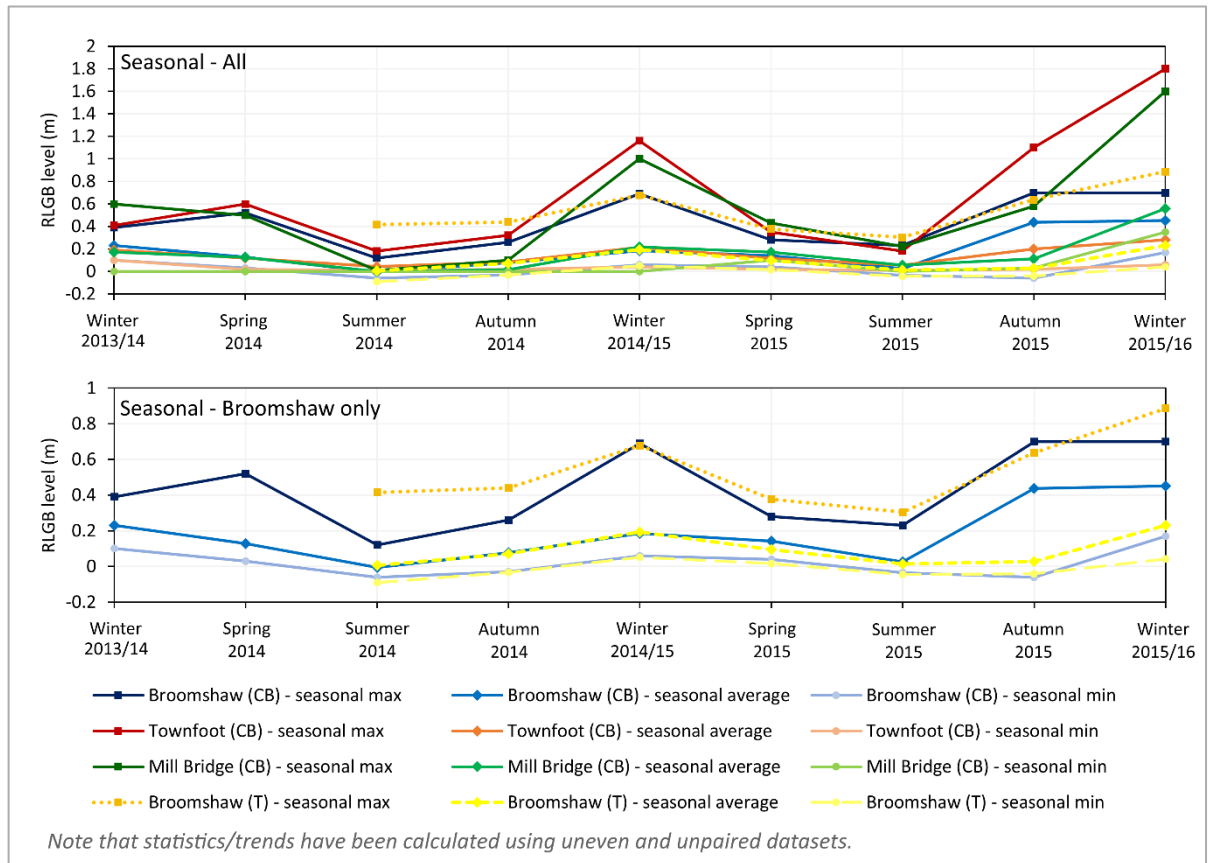 Seasonal - All
RLGB level (m)
2
1.8
1.6
1.4
1.2
1
0.8
0.6
0.4
0.2
0
-0.2
Winter
2013/14
Spring
2014
Summer
2014
Autumn
2014
Winter
2014/15
Spring
2015
Summer
2015
Autumn
2015
Winter
2015/16
Seasonal - Broomshaw only
RLGB level (m)
1
0.8
0.6
0.4
0.2
0
-0.2
Winter
2013/14
Spring
2014
Summer
2014
Autumn
2014
Winter
2014/15
Spring
2015
Summer
2015
Autumn
2015
Winter
2015/16
Broomshaw (CB) - seasonal max
Broomshaw (CB) - seasonal average
Broomshaw (CB) - seasonal min
Townfoot (CB) - seasonal max
Townfoot (CB) - seasonal average
Townfoot (CB) - seasonal min
Mill Bridge (CB) - seasonal max
Mill Bridge (CB) - seasonal average
Mill Bridge (CB) - seasonal min
Broomshaw (T) - seasonal max
Broomshaw (T) - seasonal average
Broomshaw (T) - seasonal min
Note that statistics/trends have been calculated using uneven and unpaired datasets.